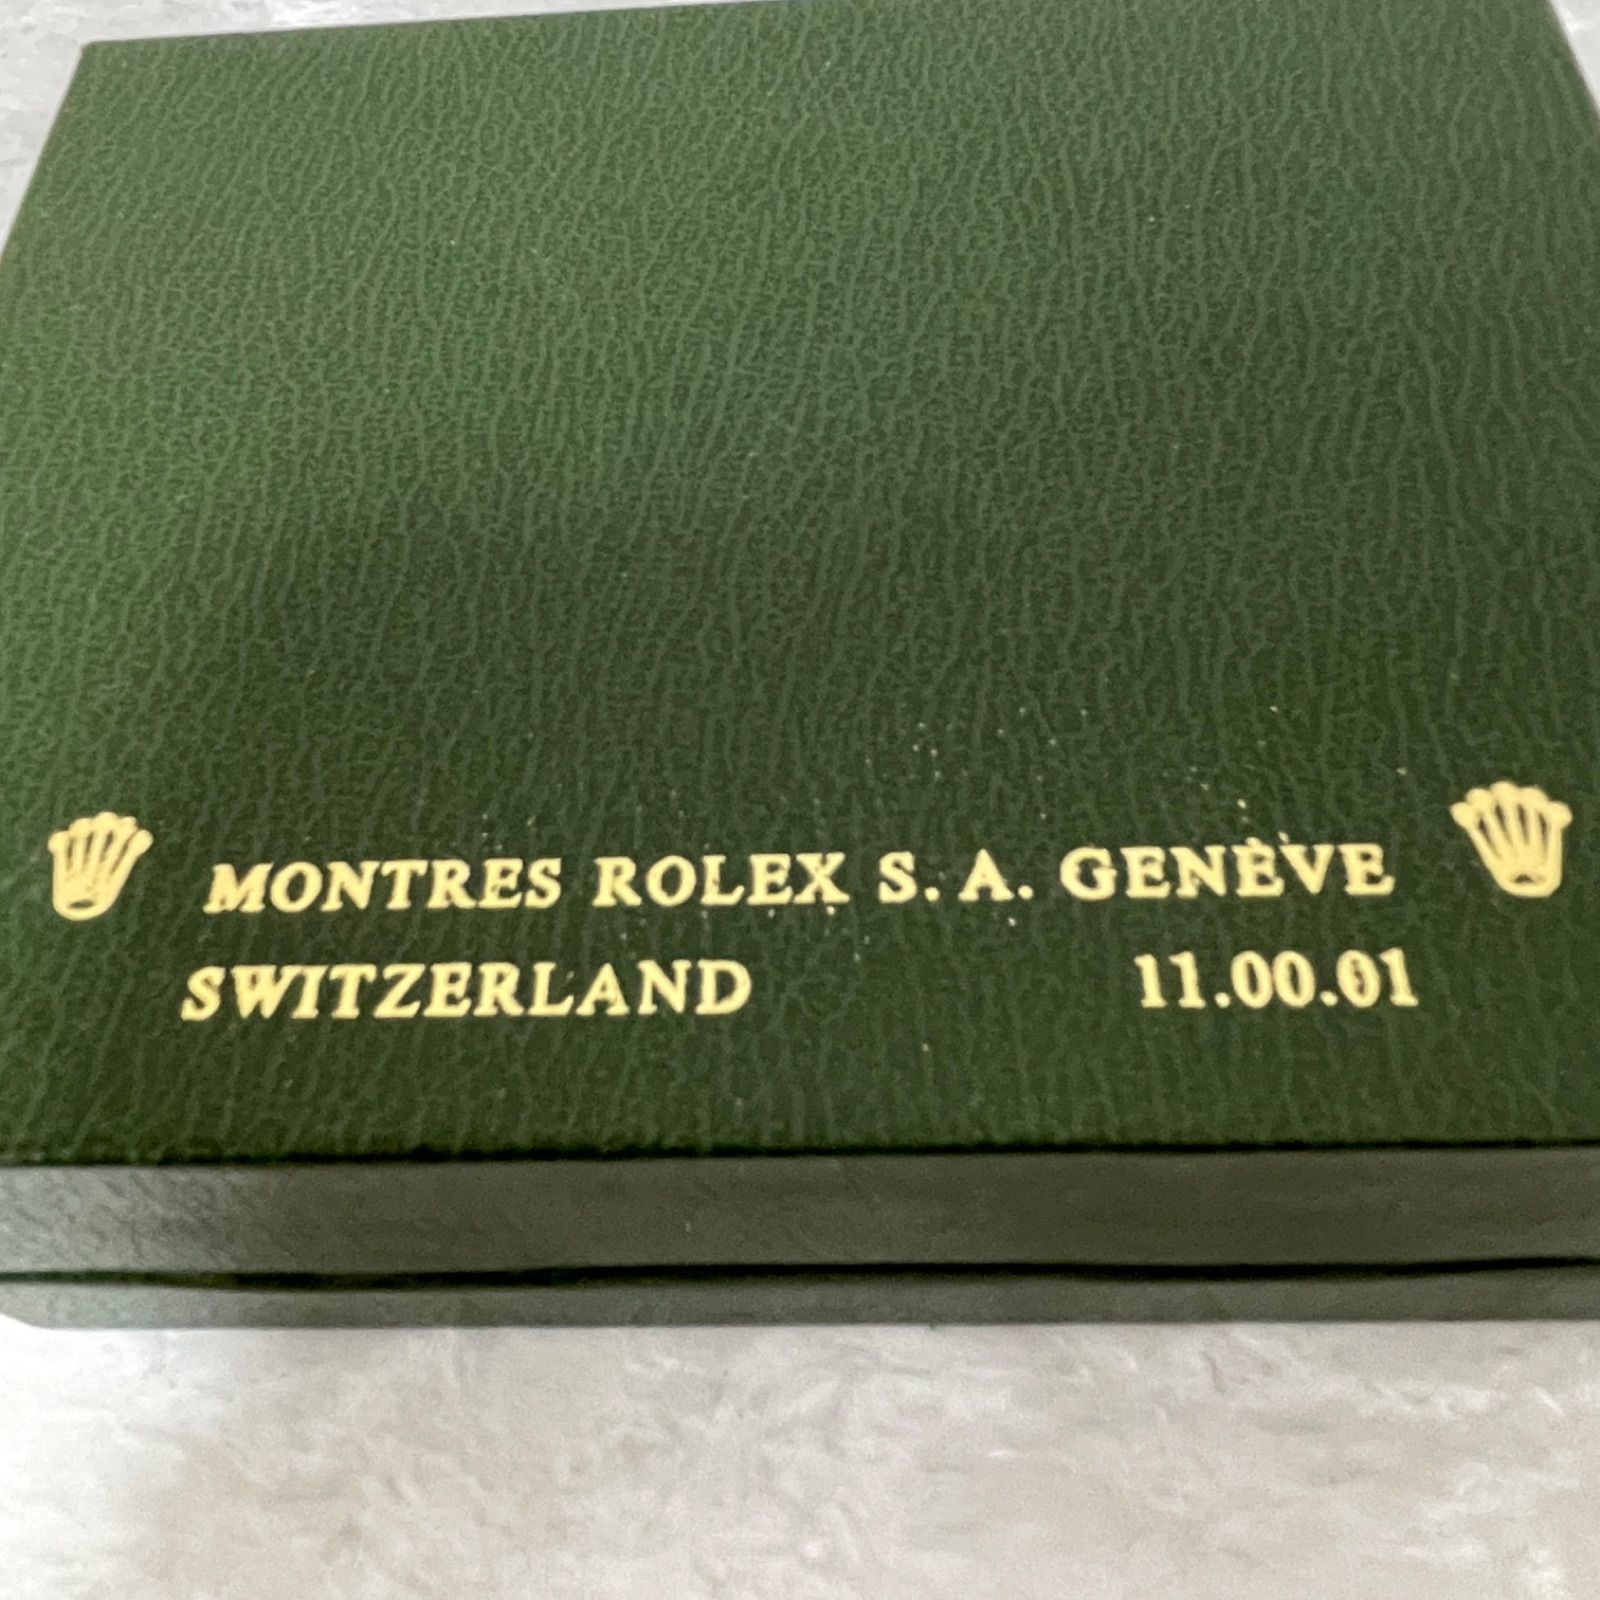 MONTRES ROLEX S. A. GENÈVE
SWITZERLAND 11.00.01